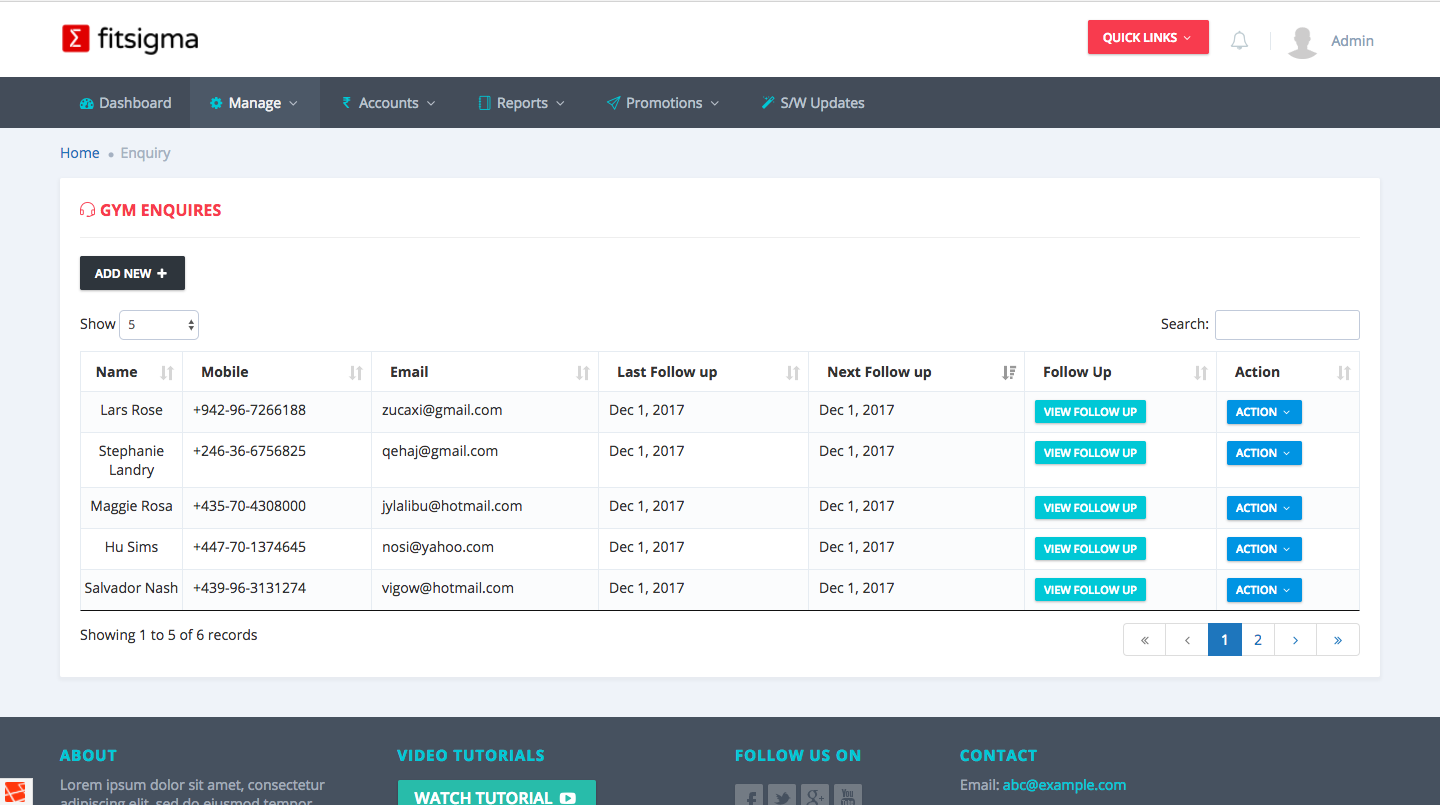 Σ fitsigma
QUICK LINKS
Admin
Dashboard Manage Accounts Reports Promotions S/W Updates
Home • Enquiry
GYM ENQUIRES
ADD NEW +
Show 5 Search:
Name Mobile Email Last Follow up Next Follow up Follow Up Action
Lars Rose +942-96-7266188 zucaxi@gmail.com Dec 1, 2017 Dec 1, 2017 VIEW FOLLOW UP ACTION
Stephanie Landry +246-36-6756825 qehaj@gmail.com Dec 1, 2017 Dec 1, 2017 VIEW FOLLOW UP ACTION
Maggie Rosa +435-70-4308000 jylalibu@hotmail.com Dec 1, 2017 Dec 1, 2017 VIEW FOLLOW UP ACTION
Hu Sims +447-70-1374645 nosi@yahoo.com Dec 1, 2017 Dec 1, 2017 VIEW FOLLOW UP ACTION
Salvador Nash +439-96-3131274 vigow@hotmail.com Dec 1, 2017 Dec 1, 2017 VIEW FOLLOW UP ACTION
Showing 1 to 5 of 6 records
« ‹ 1 2 › »
ABOUT
Lorem ipsum dolor sit amet, consectetur
adipiscing elit, sed do eiusmod tempor
VIDEO TUTORIALS
WATCH TUTORIAL
FOLLOW US ON
CONTACT
Email: abc@example.com